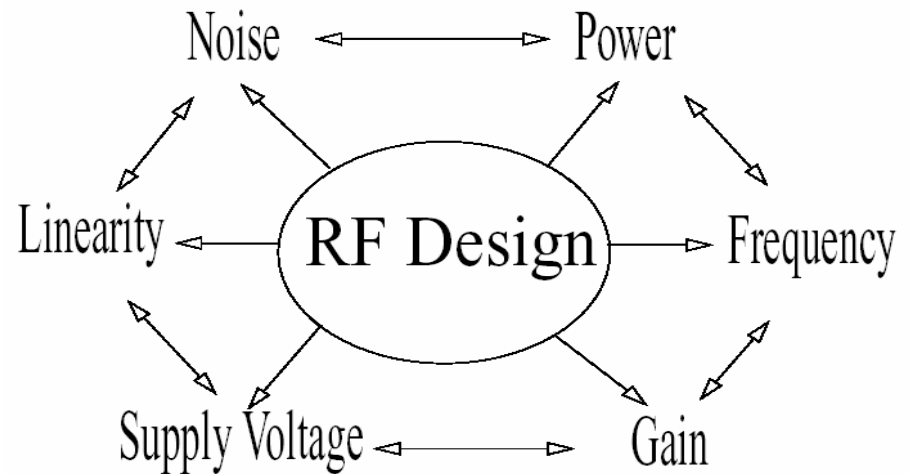 Noise
Power
Linearity
RF Design
Frequency
Supply Voltage
Gain